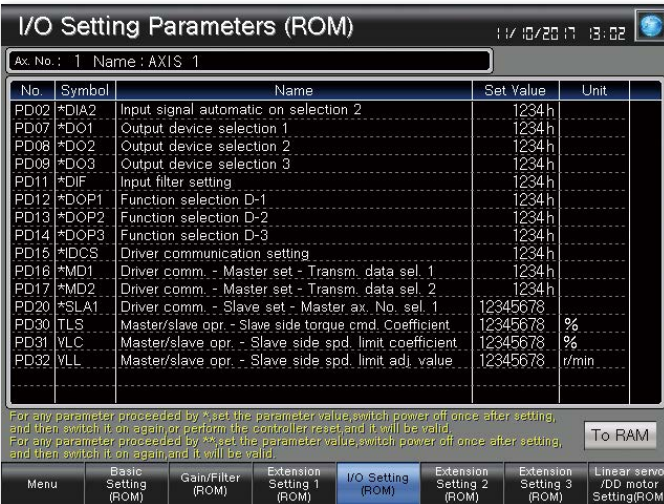 I/O Setting Parameters (ROM) 11/10/2017 13:02
Ax. No.: 1 Name:AXIS 1
No. Symbol Name Set Value Unit
PD02 *DIA2 Input signal automatic on selection 2 1234h
PD07 *DO1 Output device selection 1 1234h
PD08 *DO2 Output device selection 2 1234h
PD09 *DO3 Output device selection 3 1234h
PD11 *DIF Input filter setting 1234h
PD12 *DOP1 Function selection D-1 1234h
PD13 *DOP2 Function selection D-2 1234h
PD14 *DOP3 Function selection D-3 1234h
PD15 *IDCS Driver communication setting 1234h
PD16 *MD1 Driver comm. - Master set - Transm. data sel. 1 1234h
PD17 *MD2 Driver comm. - Master set - Transm. data sel. 2 1234h
PD20 *SLA1 Driver comm. - Slave set - Master ax. No. sel. 1 12345678
PD30 TLS Master/slave opr. - Slave side torque cmd. Coefficient 12345678 %
PD31 VLC Master/slave opr. - Slave side spd. limit coefficient 12345678 %
PD32 VLL Master/slave opr. - Slave side spd. limit adj. value 12345678 r/min
For any parameter proceeded by *,set the parameter value,switch power off once after setting,
and then switch it on again,or perform the controller reset,and it will be valid.
For any parameter proceeded by **,set the parameter value,switch power off once after setting,
and then switch it on again,and it will be valid.
To RAM
Menu
Basic
Setting
(ROM)
Gain/Filter
(ROM)
Extension
Setting 1
(ROM)
I/O Setting
(ROM)
Extension
Setting 2
(ROM)
Extension
Setting 3
(ROM)
Linear servo
/DD motor
Setting(ROM